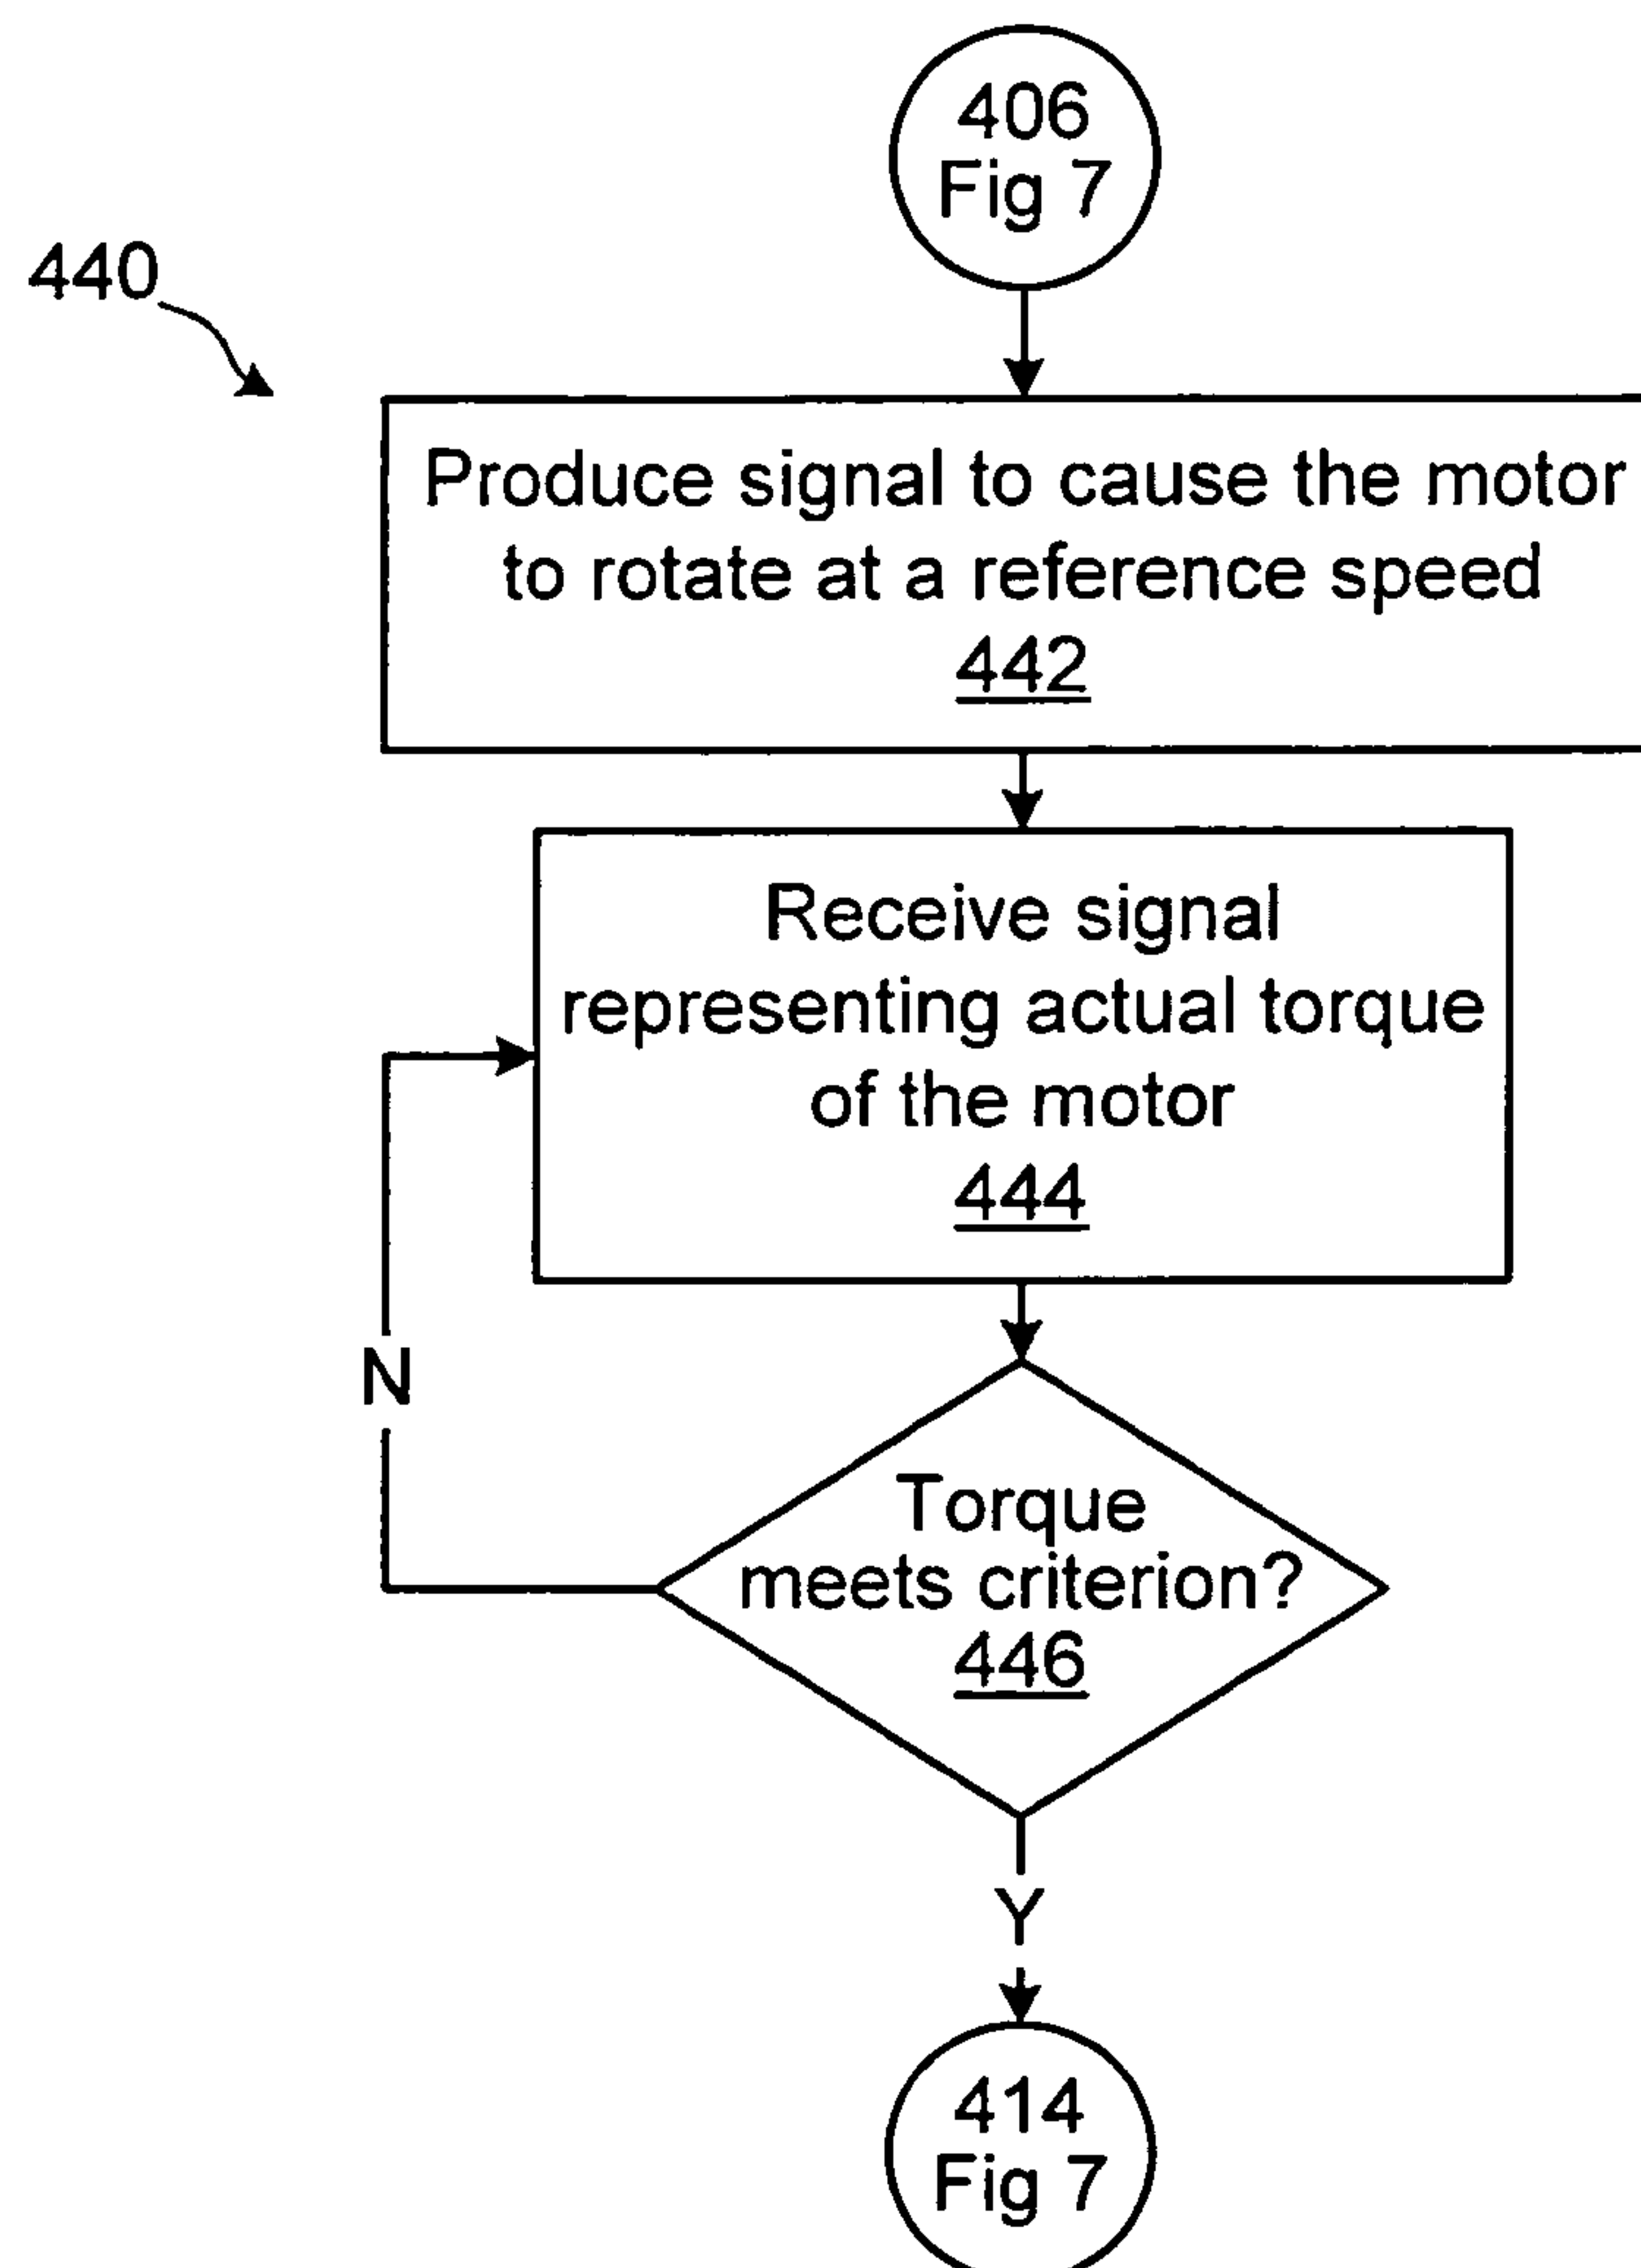 406
Fig 7
440
Produce signal to cause the motor
to rotate at a reference speed
442
Receive signal
representing actual torque
of the motor
444
N
Torque
meets criterion?
446
Y
414
Fig 7